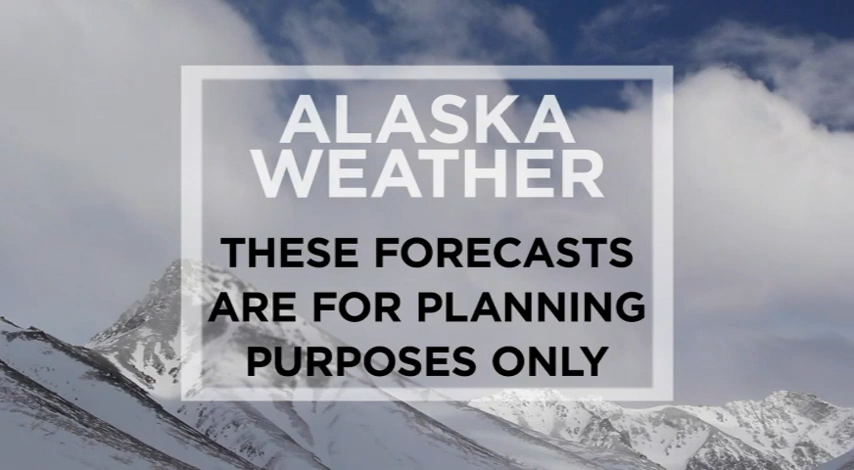 ALASKA
WEATHER
THESE FORECASTS
ARE FOR PLANNING
PURPOSES ONLY